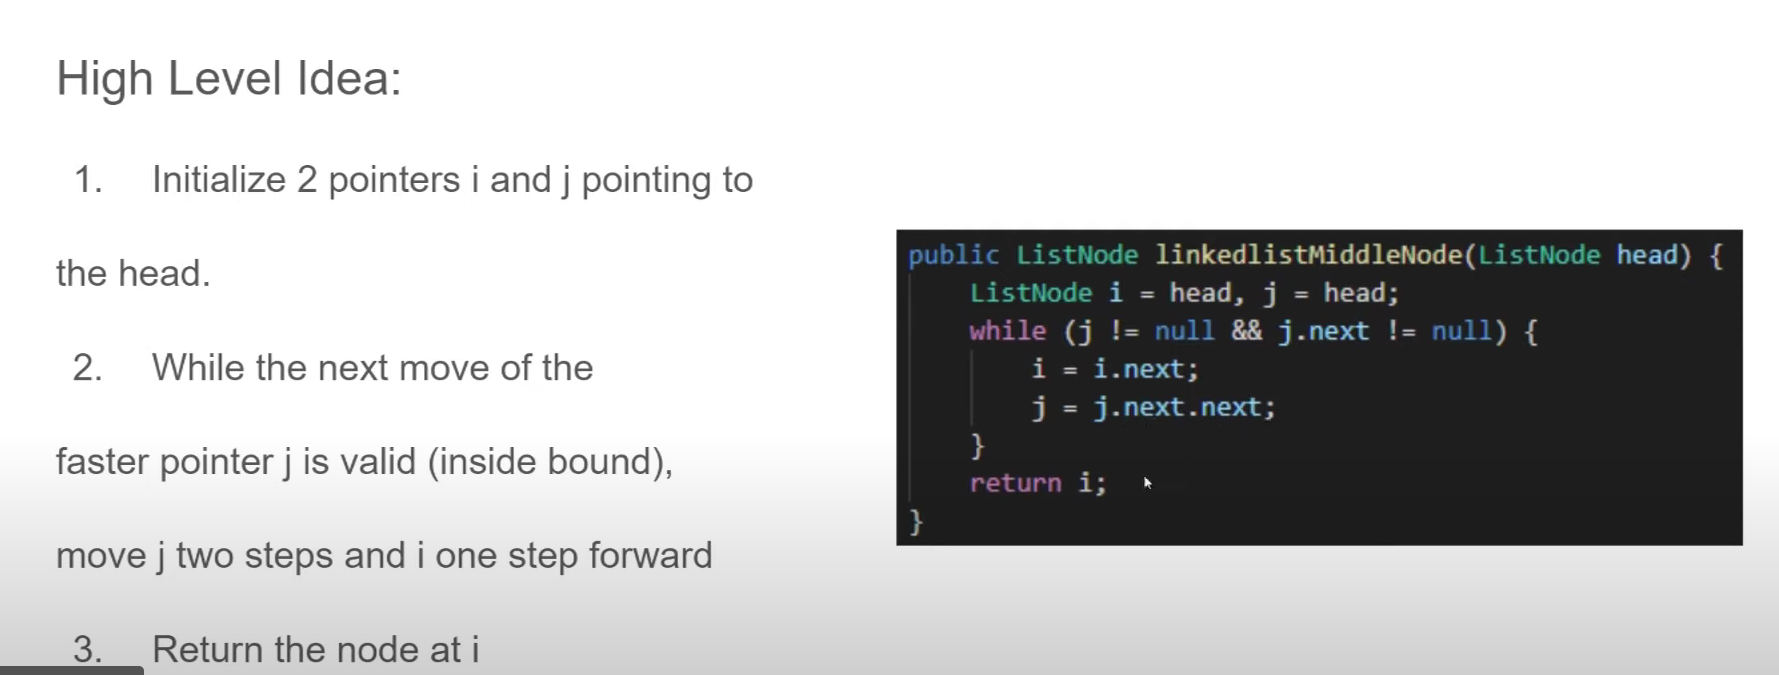 High Level Idea:
1. Initialize 2 pointers i and j pointing to
the head.
2. While the next move of the
faster pointer j is valid (inside bound),
move j two steps and i one step forward
3. Return the node at i
public ListNode linkedlistMiddleNode(ListNode head) {
ListNode i = head, j = head;
while (j != null && j.next != null) {
i = i.next;
j = j.next.next;
}
return i;
}